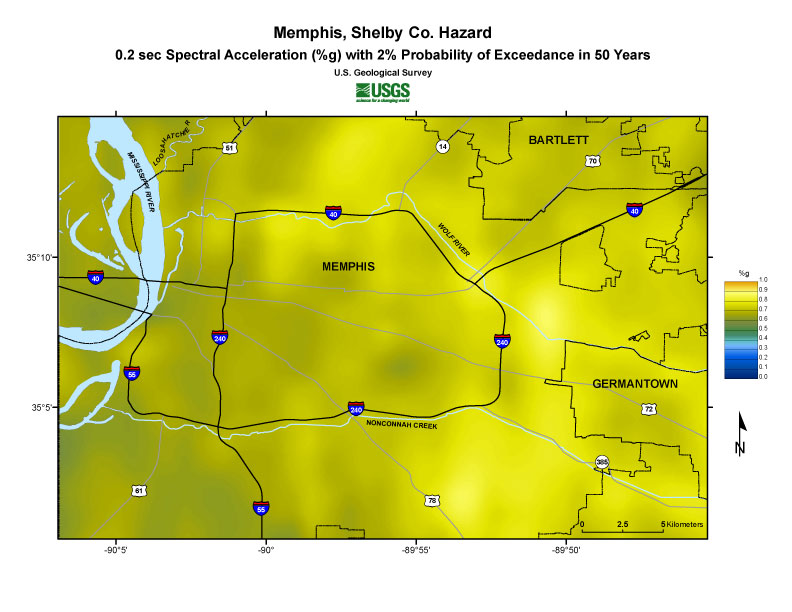 Memphis, Shelby Co. Hazard
0.2 sec Spectral Acceleration (%g) with 2% Probability of Exceedance in 50 Years
U.S. Geological Survey
USGS
science for a changing world
BARTLETT
LOOSAHATCHIE R
MISSISSIPPI RIVER
51
14
70
40
40
WOLF RIVER
35°10'
MEMPHIS
40
%g
1.0
0.9
0.8
0.7
0.6
0.5
0.4
0.3
0.2
0.1
0.0
240
240
55
GERMANTOWN
35°5'
240
72
NONCONNAH CREEK
385
61
78
55
0 2.5 5 Kilometers
N
-90°5' -90° -89°55' -89°50'